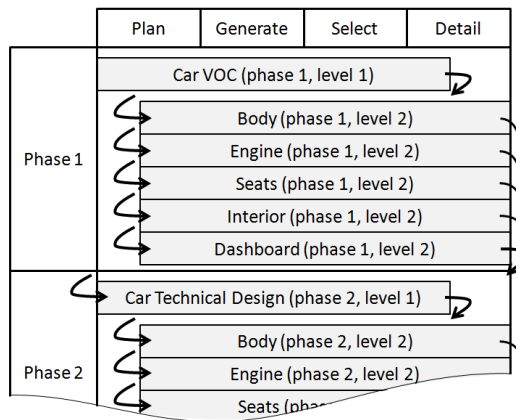 Plan Generate Select Detail
Car VOC (phase 1, level 1)
Body (phase 1, level 2)
Engine (phase 1, level 2)
Phase 1
Seats (phase 1, level 2)
Interior (phase 1, level 2)
Dashboard (phase 1, level 2)
Car Technical Design (phase 2, level 1)
Body (phase 2, level 2)
Phase 2
Engine (phase 2, level 2)
Seats